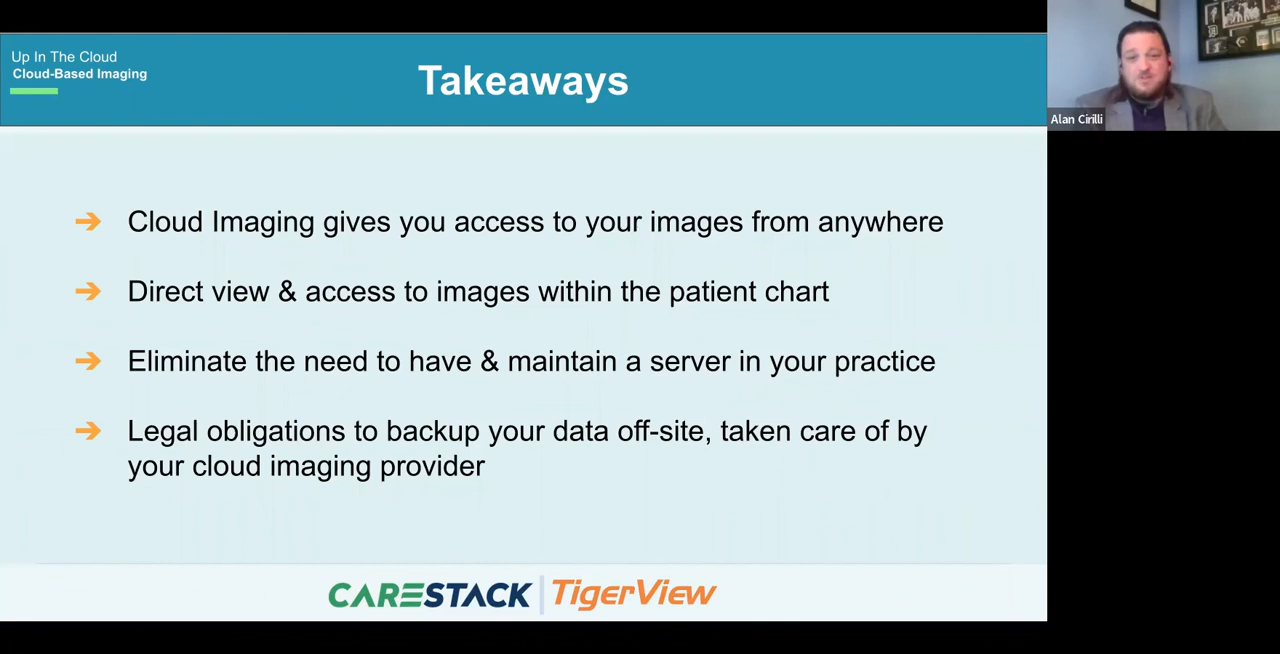 Up In The Cloud
Cloud-Based Imaging
Takeaways
Alan Cirilli
➔ Cloud Imaging gives you access to your images from anywhere
➔ Direct view & access to images within the patient chart
➔ Eliminate the need to have & maintain a server in your practice
➔ Legal obligations to backup your data off-site, taken care of by
your cloud imaging provider
CARESTACK | TigerView